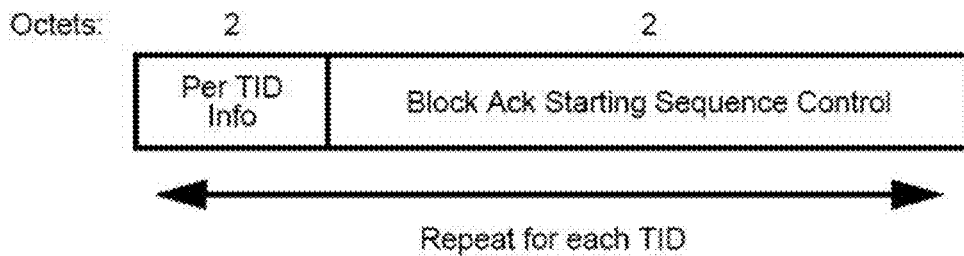 Octets: 2 2
Per TID
Info
Block Ack Starting Sequence Control
Repeat for each TID